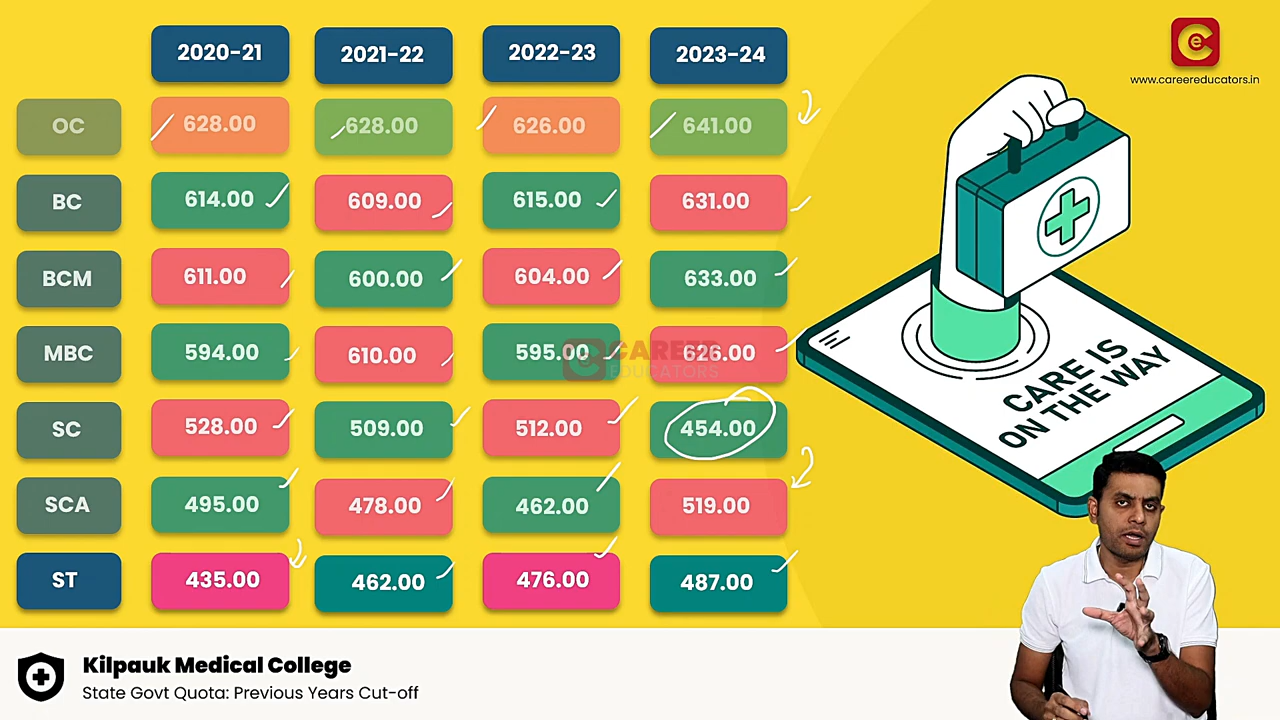 2020-21 2021-22 2022-23 2023-24
www.careereducators.in
OC 628.00 628.00 626.00 641.00
BC 614.00 609.00 615.00 631.00
BCM 611.00 600.00 604.00 633.00
MBC 594.00 610.00 595.00 626.00
CAREER
EDUCATORS
CARE IS
ON THE WAY
SC 528.00 509.00 512.00 454.00
SCA 495.00 478.00 462.00 519.00
ST 435.00 462.00 476.00 487.00
Kilpauk Medical College
State Govt Quota: Previous Years Cut-off